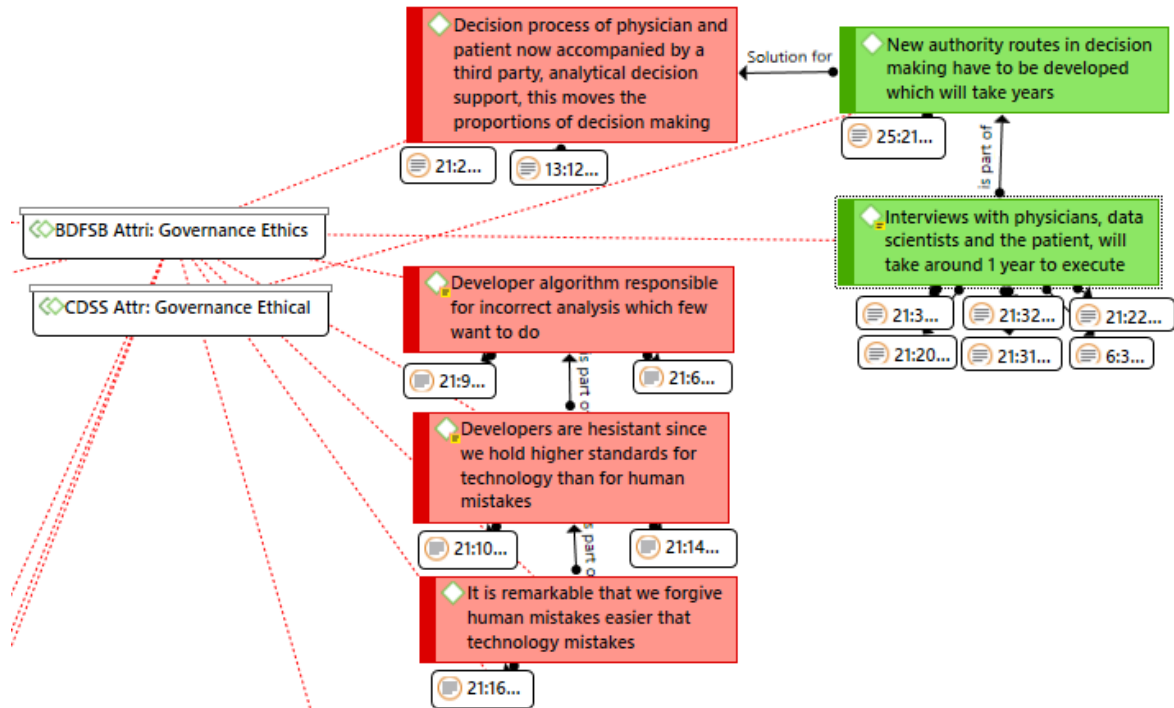 Decision process of physician and
patient now accompanied by a
third party, analytical decision
support, this moves the
proportions of decision making
21:2...
13:12...
Solution for
New authority routes in decision
making have to be developed
which will take years
25:21...
is part of
Interviews with physicians, data
scientists and the patient, will
take around 1 year to execute
21:3...
21:32...
21:22...
21:20...
21:31...
6:3...
BDFSB Attri: Governance Ethics
CDSS Attr: Governance Ethical
Developer algorithm responsible
for incorrect analysis which few
want to do
21:9...
21:6...
is part of
Developers are hesistant since
we hold higher standards for
technology than for human
mistakes
21:10...
21:14...
is part of
It is remarkable that we forgive
human mistakes easier that
technology mistakes
21:16...